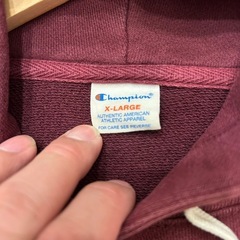 Champion
X-LARGE
AUTHENTIC AMERICAN
ATHLETIC APPAREL
FOR CARE SEE REVERSE